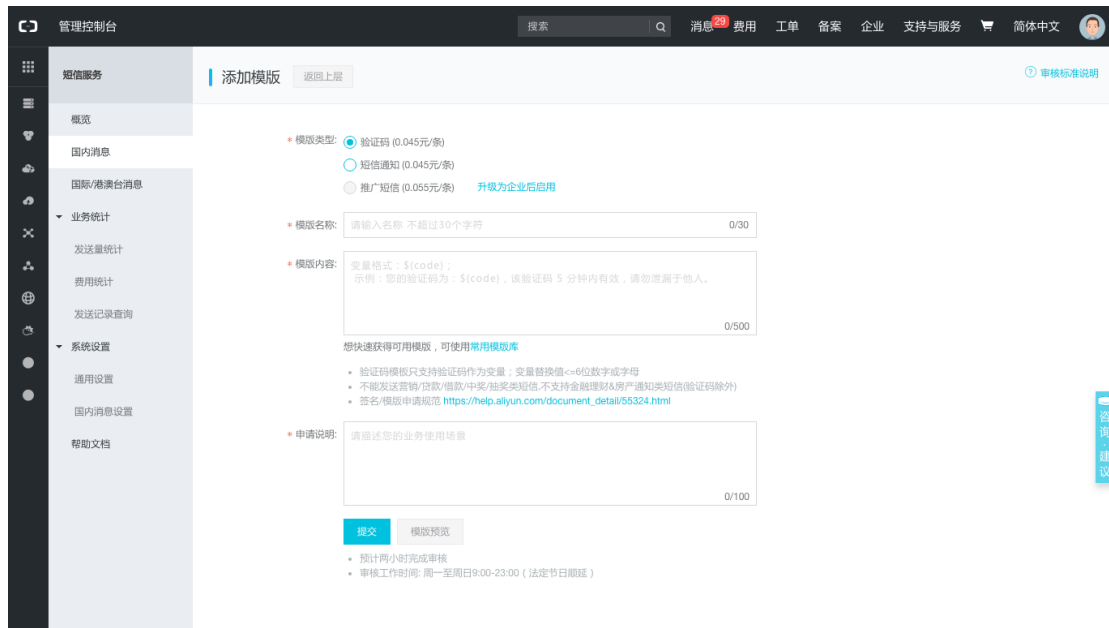 管理控制台
搜索
消息 29 费用 工单 备案 企业 支持与服务 简体中文
短信服务
添加模版 返回上层
审核标准说明
概览
国内消息
国际/港澳台消息
业务统计
发送量统计
费用统计
发送记录查询
系统设置
通用设置
国内消息设置
帮助文档
* 模版类型: 验证码 (0.045元/条)
短信通知 (0.045元/条)
推广短信 (0.055元/条) 升级为企业后启用
* 模版名称: 请输入名称 不超过30个字符 0/30
* 模版内容: 变量格式：$(code)；
示例：您的验证码为：$(code)，该验证码 5 分钟内有效，请勿泄漏于他人。
0/500
想快速获得可用模版，可使用常用模版库
• 验证码模板只支持验证码作为变量；变量替换值<=6位数字或字母
• 不能发送营销/贷款/借款/中奖/抽奖类短信,不支持金融理财&房产通知类短信(验证码除外)
• 签名/模版申请规范 https://help.aliyun.com/document_detail/55324.html
* 申请说明: 请描述您的业务使用场景
0/100
提交 模版预览
• 预计两小时完成审核
• 审核工作时间: 周一至周日9:00-23:00（法定节日顺延）
咨询·建议